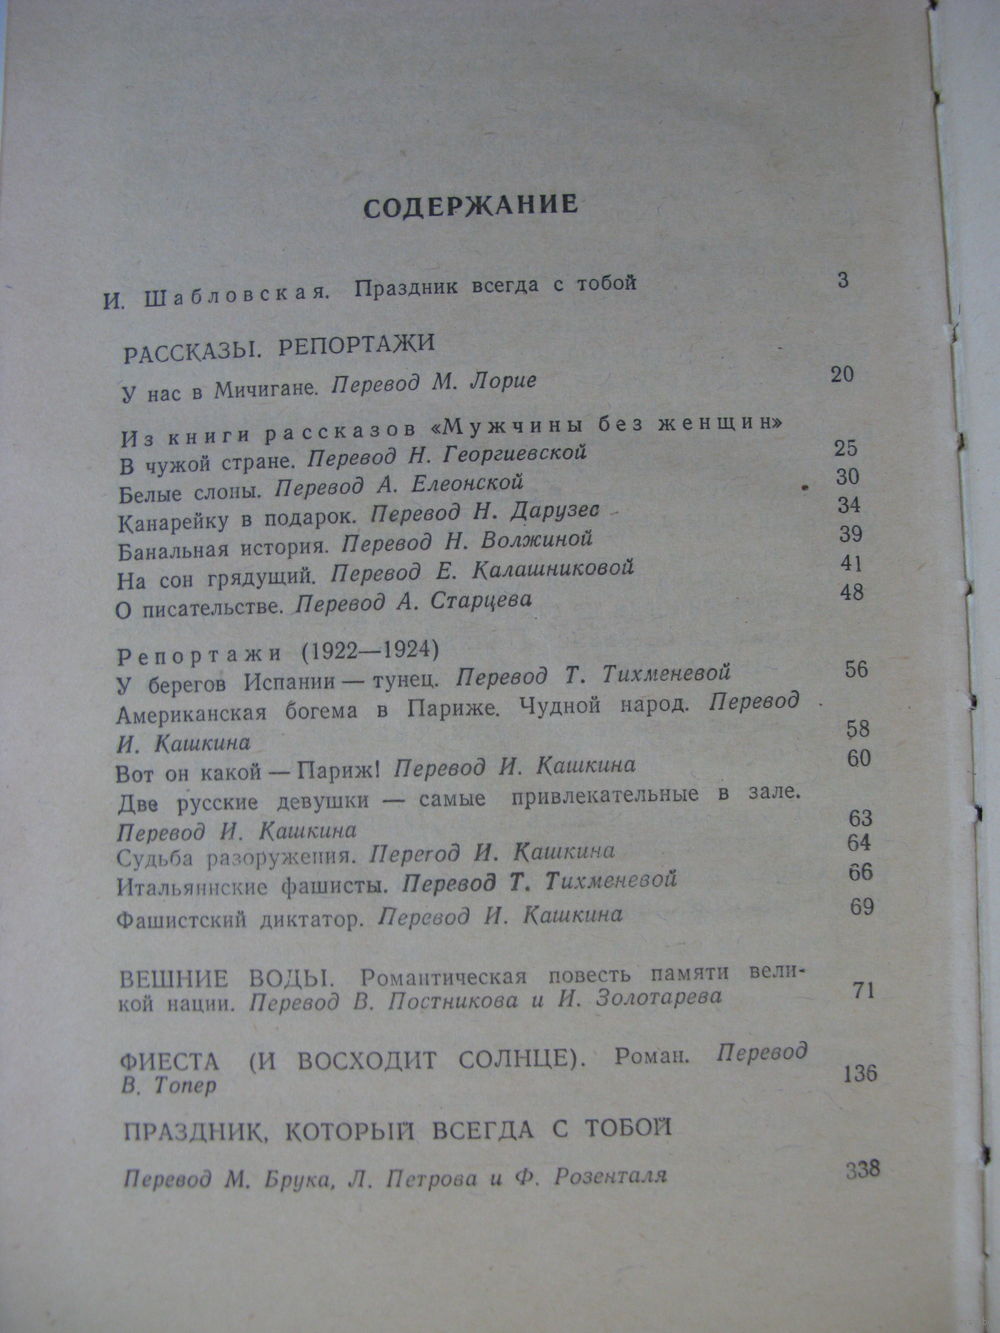 СОДЕРЖАНИЕ
И. Шабловская. Праздник всегда с тобой 3
РАССКАЗЫ. РЕПОРТАЖИ
У нас в Мичигане. Перевод М. Лорие 20
Из книги рассказов «Мужчины без женщин»
В чужой стране. Перевод Н. Георгиевской 25
Белые слоны. Перевод А. Елеонской 30
Канарейку в подарок. Перевод Н. Дарузес 34
Банальная история. Перевод Н. Волжиной 39
На сон грядущий. Перевод Е. Калашниковой 41
О писательстве. Перевод А. Старцева 48
Репортажи (1922—1924)
У берегов Испании — тунец. Перевод Т. Тихменевой 56
Американская богема в Париже. Чудной народ. Перевод
И. Кашкина 58
Вот он какой — Париж! Перевод И. Кашкина 60
Две русские девушки — самые привлекательные в зале.
Перевод И. Кашкина 63
Судьба разоружения. Перегод И. Кашкина 64
Итальяннские фашисты. Перевод Т. Тихменевой 66
Фашистский диктатор. Перевод И. Кашкина 69
ВЕШНИЕ ВОДЫ. Романтическая повесть памяти вели-
кой нации. Перевод В. Постникова и И. Золотарева 71
ФИЕСТА (И ВОСХОДИТ СОЛНЦЕ). Роман. Перевод
В. Топер 136
ПРАЗДНИК, КОТОРЫЙ ВСЕГДА С ТОБОЙ
Перевод М. Брука, Л. Петрова и Ф. Розенталя 338